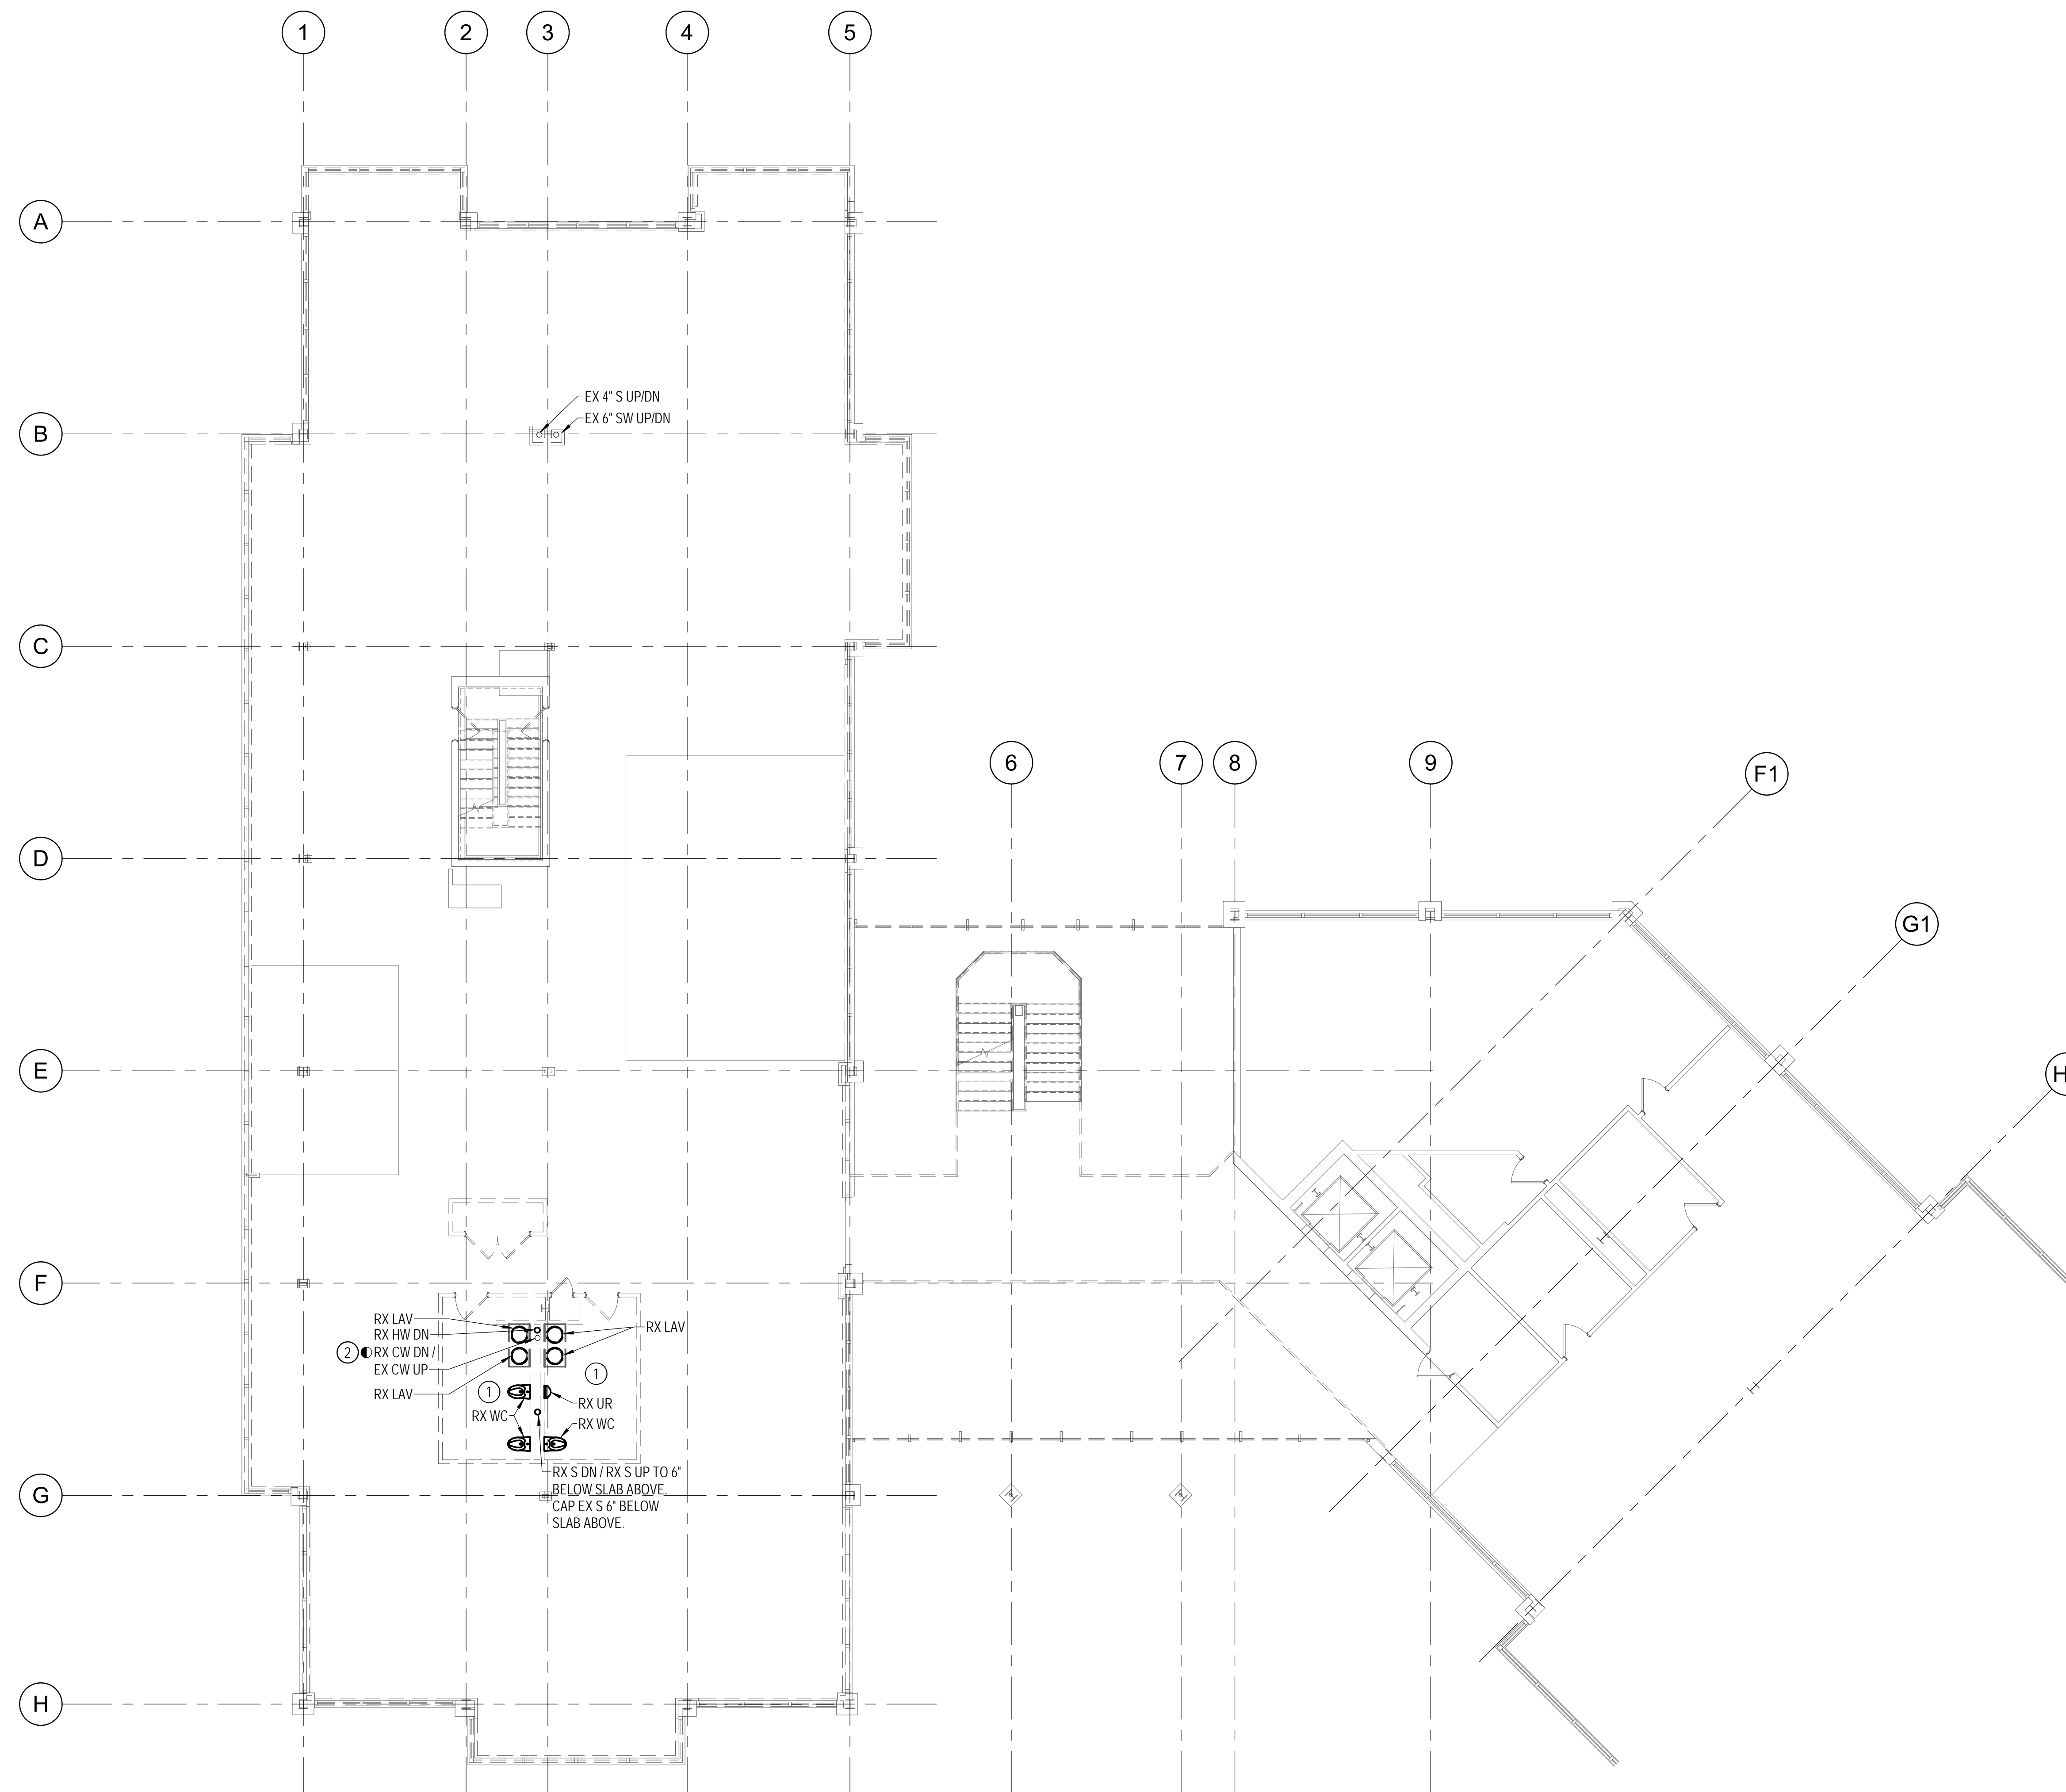 1
2
3
4
5
A
B
EX 4" S UP/DN
EX 6" SW UP/DN
C
6
7
8
9
F1
D
G1
E
H
F
RX LAV
RX HW DN
2
RX CW DN /
EX CW UP
RX LAV
RX LAV
1
1
RX WC
RX UR
RX WC
G
RX S DN / RX S UP TO 6"
BELOW SLAB ABOVE.
CAP EX S 6" BELOW
SLAB ABOVE.
H